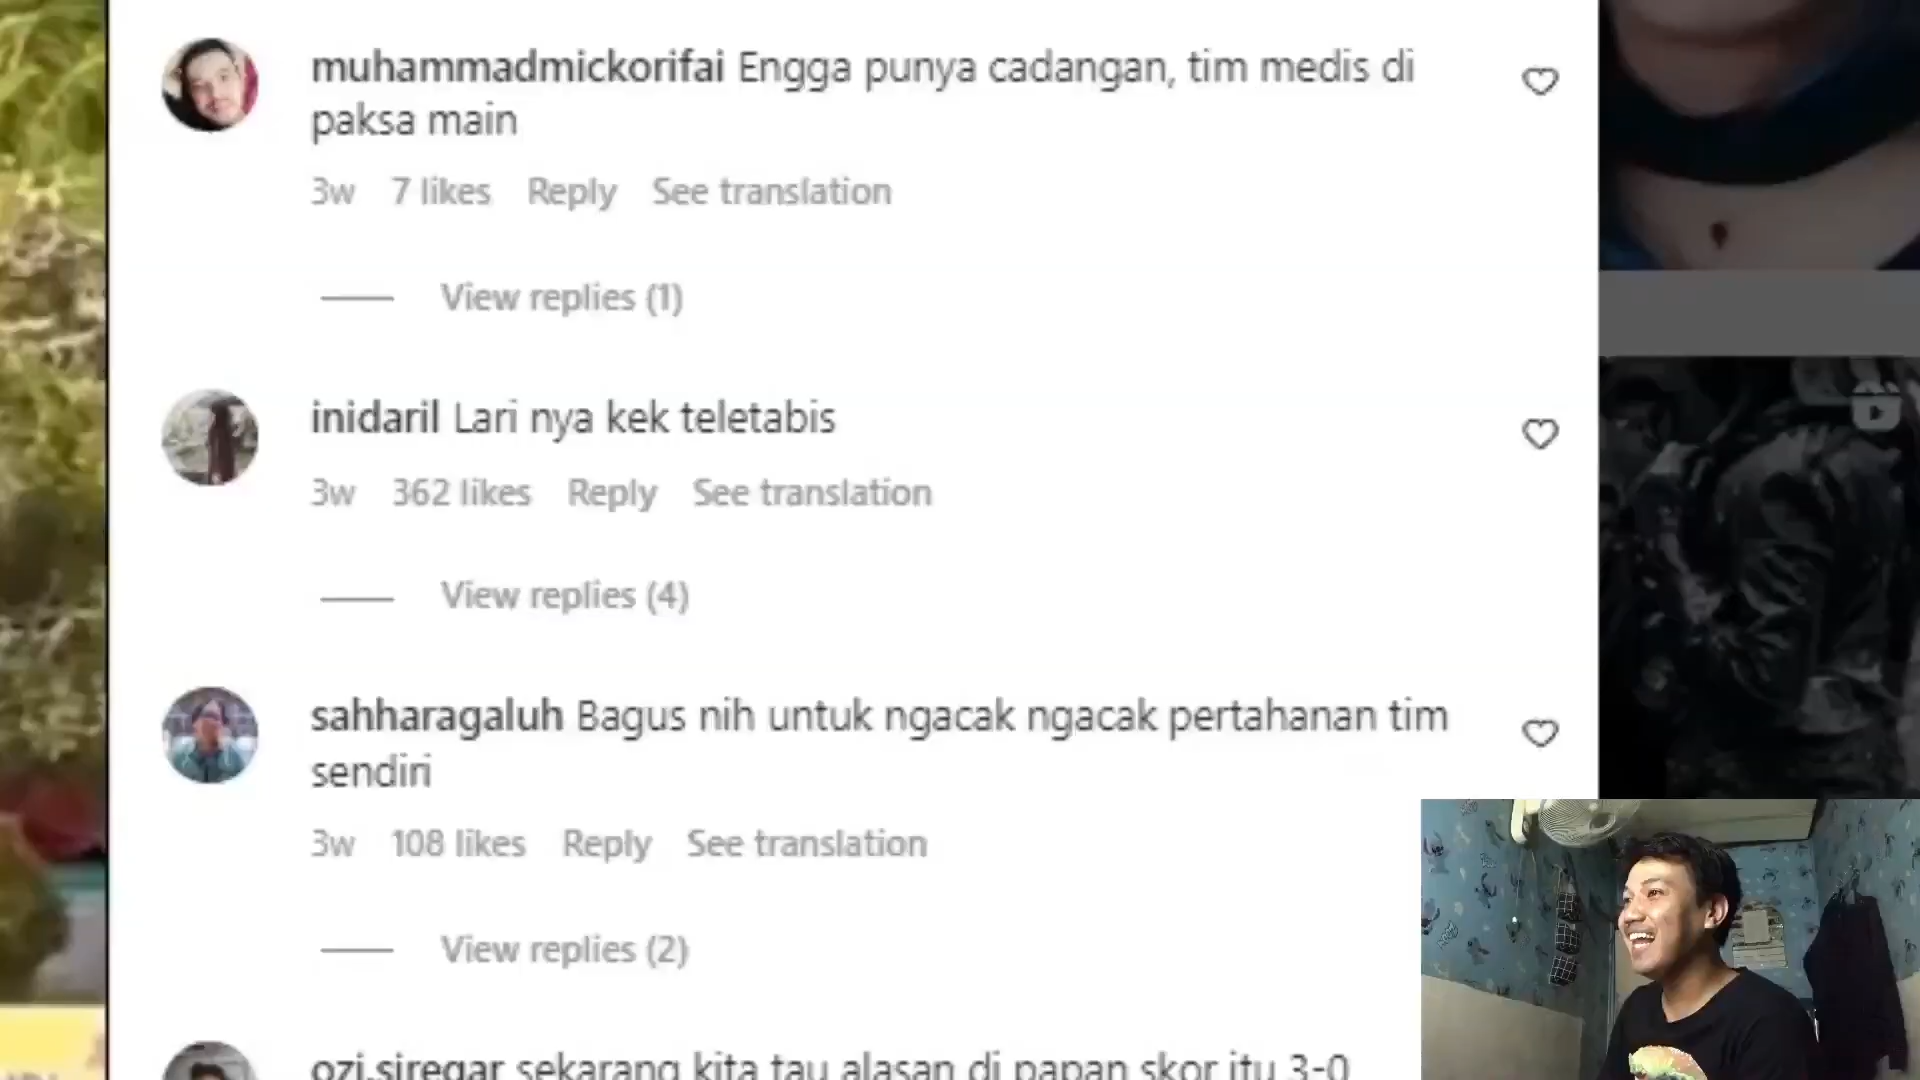 muhammadmickorifai Engga punya cadangan, tim medis di
paksa main
3w 7 likes Reply See translation
View replies (1)
inidaril Lari nya kek teletabis
3w 362 likes Reply See translation
View replies (4)
sahharagaluh Bagus nih untuk ngacak ngacak pertahanan tim
sendiri
3w 108 likes Reply See translation
View replies (2)
ozi.siregar sekarang kita tau alasan di papan skor itu 3-0